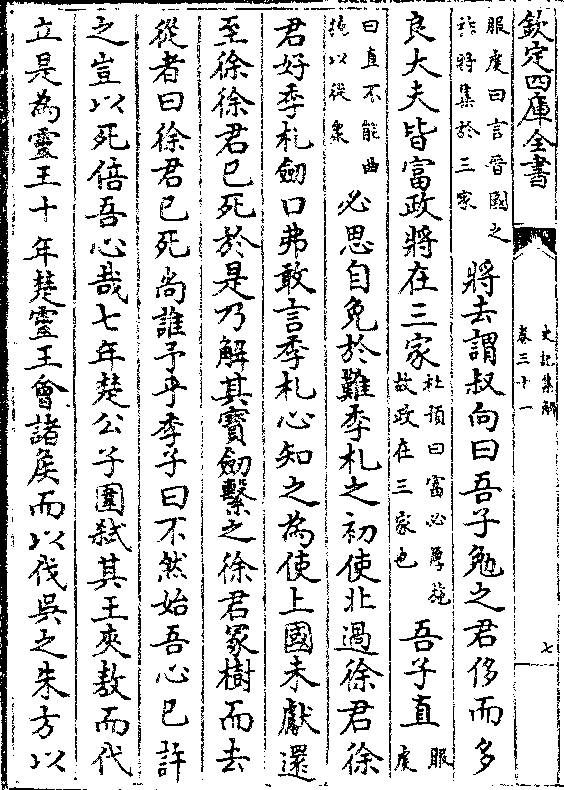 欽定四庫全書
史記集解
卷三十一
七
服虔曰言晉國之
祚將集於三家
將去謂叔向曰吾子勉之君侈而多
良大夫皆富政將在三家
杜預曰富必厚施
故政在三家也
吾子直
服虔
曰直不能曲
撓以從衆
必思自免於難季札之初使北過徐君徐
君好季札劒口弗敢言季札心知之為使上國未獻還
至徐徐君已死於是乃解其寶劒繫之徐君冢樹而去
從者曰徐君已死尚誰予乎季子曰不然始吾心已許
之豈以死倍吾心哉七年楚公子圍弑其王夾敖而代
立是為靈王十年楚靈王會諸侯而以伐吳之朱方以